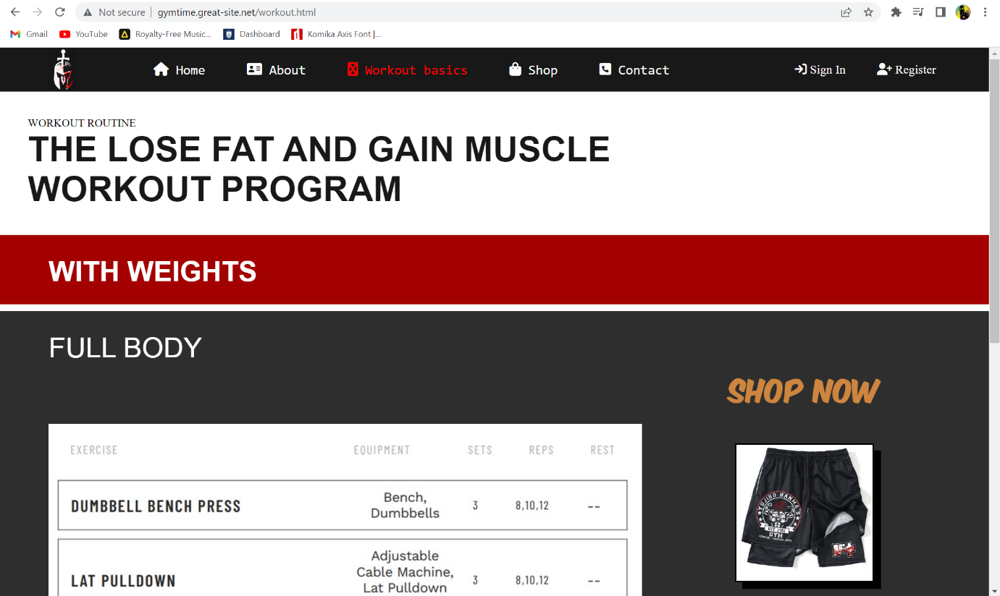 Not secure | gymtime.great-site.net/workout.html
Gmail YouTube Royalty-Free Music... Dashboard Komika Axis Font |...
Home About Workout basics Shop Contact Sign In Register
WORKOUT ROUTINE
THE LOSE FAT AND GAIN MUSCLE
WORKOUT PROGRAM
WITH WEIGHTS
FULL BODY
SHOP NOW
EXERCISE EQUIPMENT SETS REPS REST
DUMBBELL BENCH PRESS Bench, Dumbbells 3 8,10,12 --
LAT PULLDOWN Adjustable Cable Machine, Lat Pulldown 3 8,10,12 --
YUJIRO HANMA'S
GYM